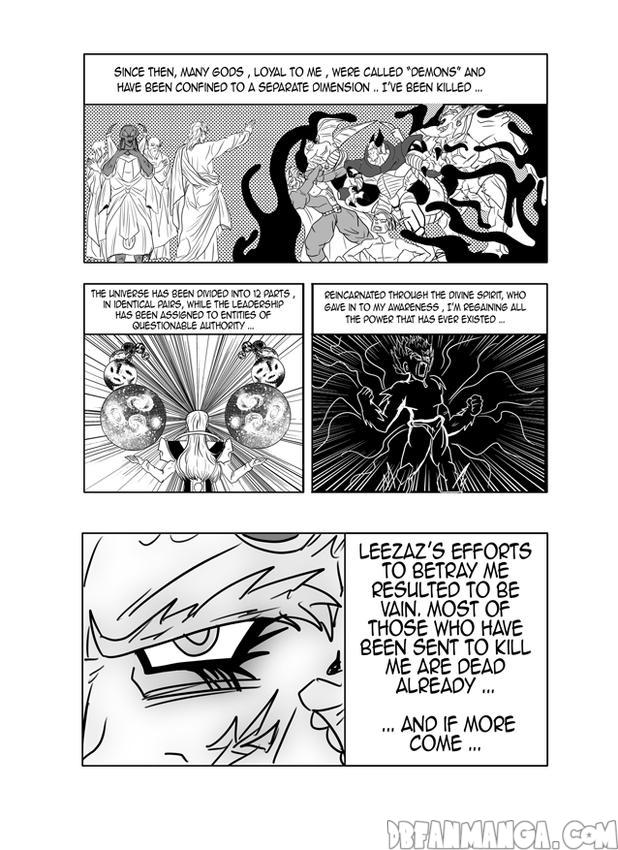 SINCE THEN, MANY GODS , LOYAL TO ME , WERE CALLED "DEMONS" AND
HAVE BEEN CONFINED TO A SEPARATE DIMENSION .. I'VE BEEN KILLED ...
THE UNIVERSE HAS BEEN DIVIDED INTO 12 PARTS ,
IN IDENTICAL PAIRS, WHILE THE LEADERSHIP
HAS BEEN ASSIGNED TO ENTITIES OF
QUESTIONABLE AUTHORITY ...
REINCARNATED THROUGH THE DIVINE SPIRIT, WHO
GAVE IN TO MY AWARENESS , I'M REGAINING ALL
THE POWER THAT HAS EVER EXISTED ...
LEEZAZ'S EFFORTS
TO BETRAY ME
RESULTED TO BE
VAIN. MOST OF
THOSE WHO HAVE
BEEN SENT TO KILL
ME ARE DEAD
ALREADY ...
... AND IF MORE
COME ...
DBFANMANGA.COM